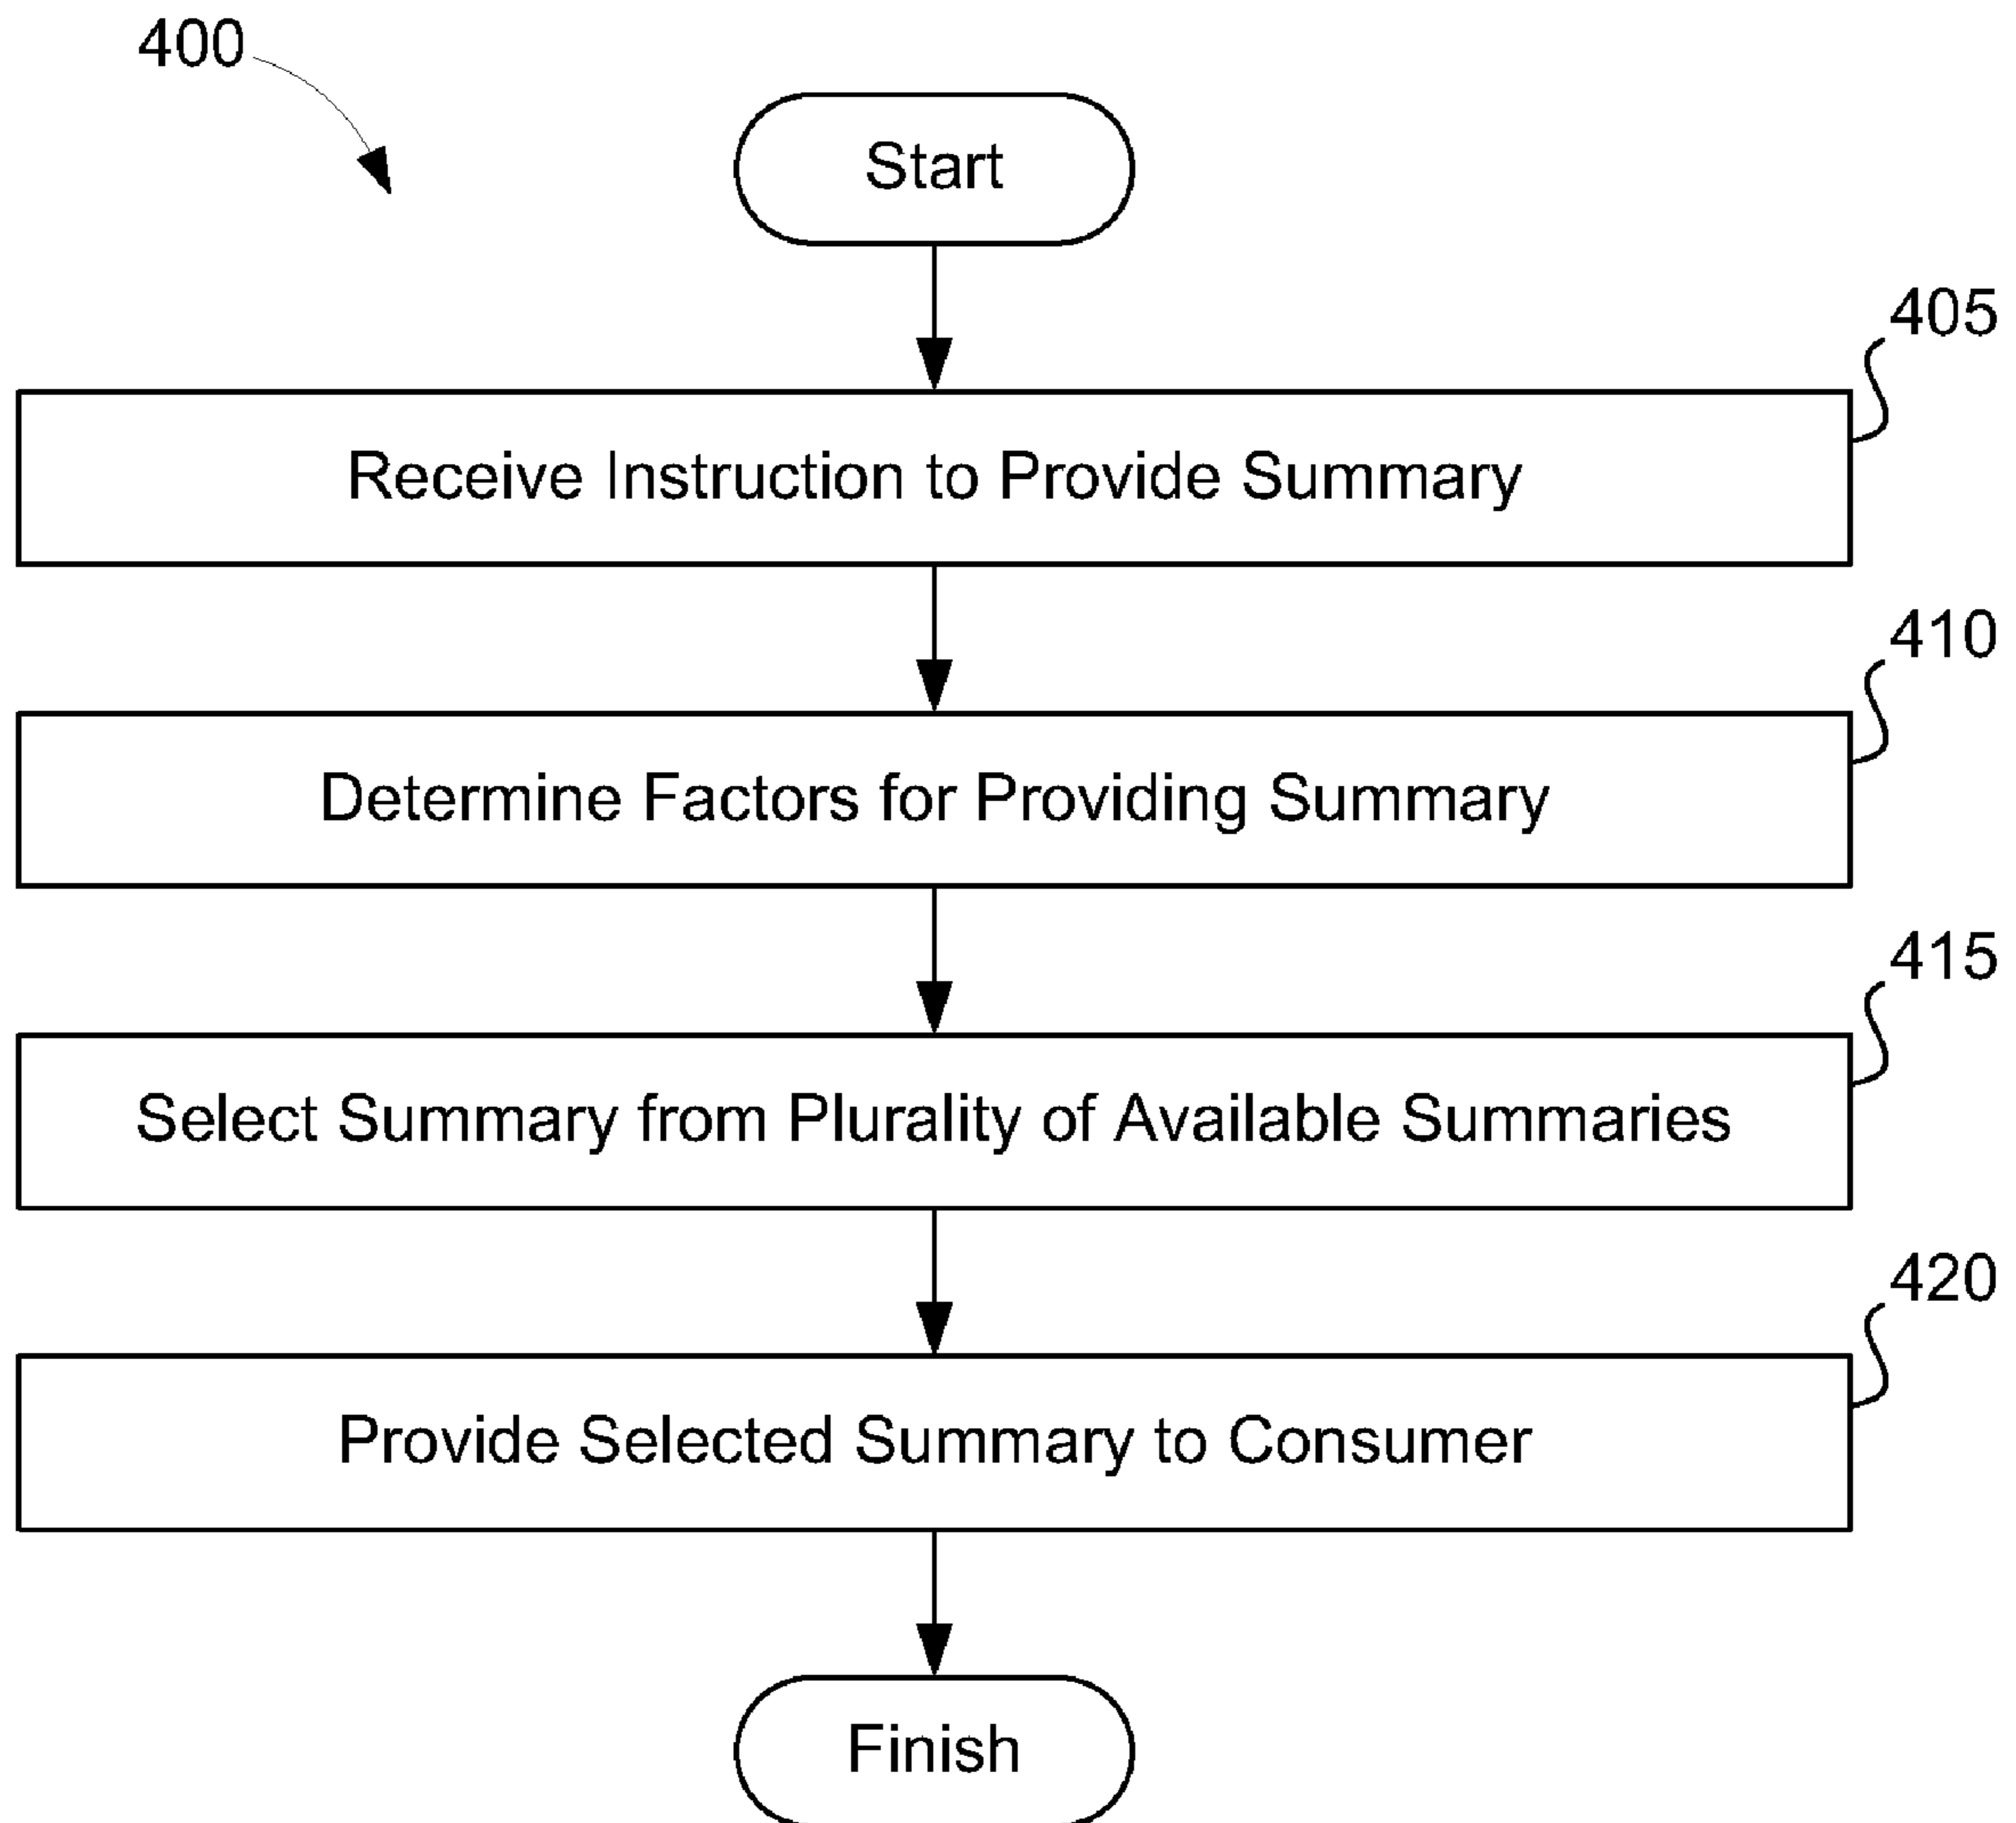 400
Start
405
Receive Instruction to Provide Summary
410
Determine Factors for Providing Summary
415
Select Summary from Plurality of Available Summaries
420
Provide Selected Summary to Consumer
Finish